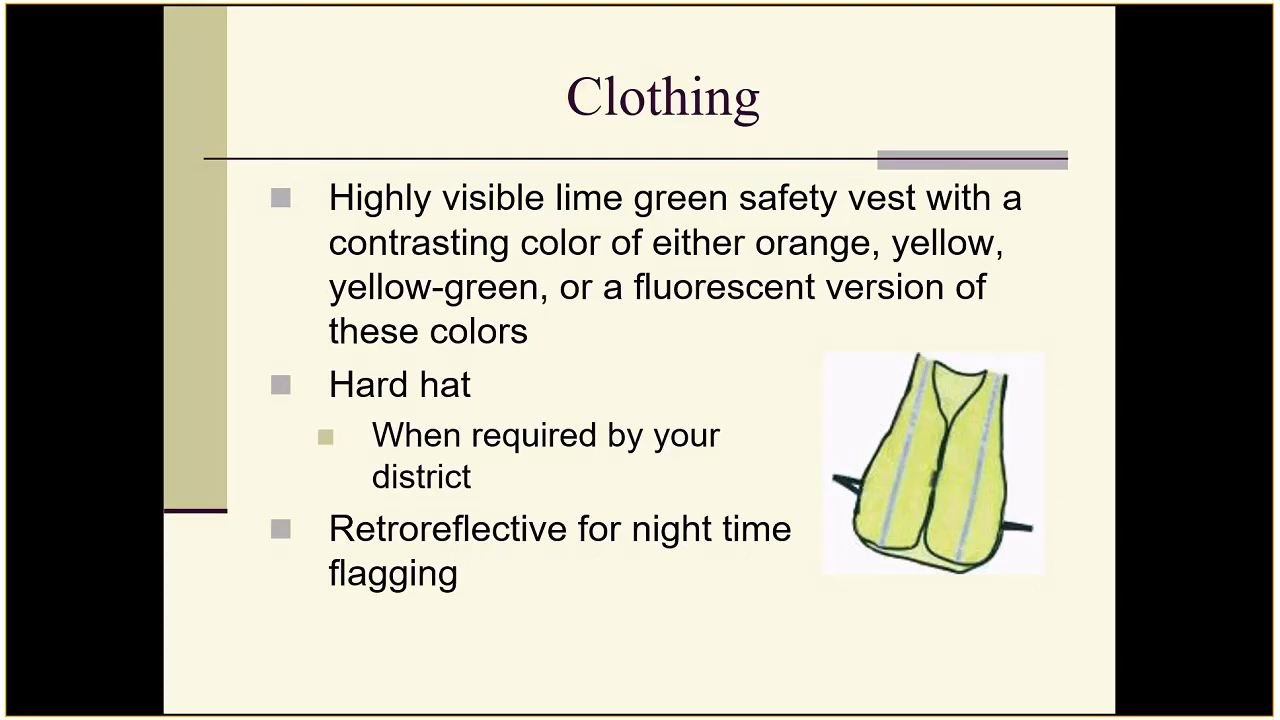 Clothing
Highly visible lime green safety vest with a
contrasting color of either orange, yellow,
yellow-green, or a fluorescent version of
these colors
Hard hat
When required by your
district
Retroreflective for night time
flagging